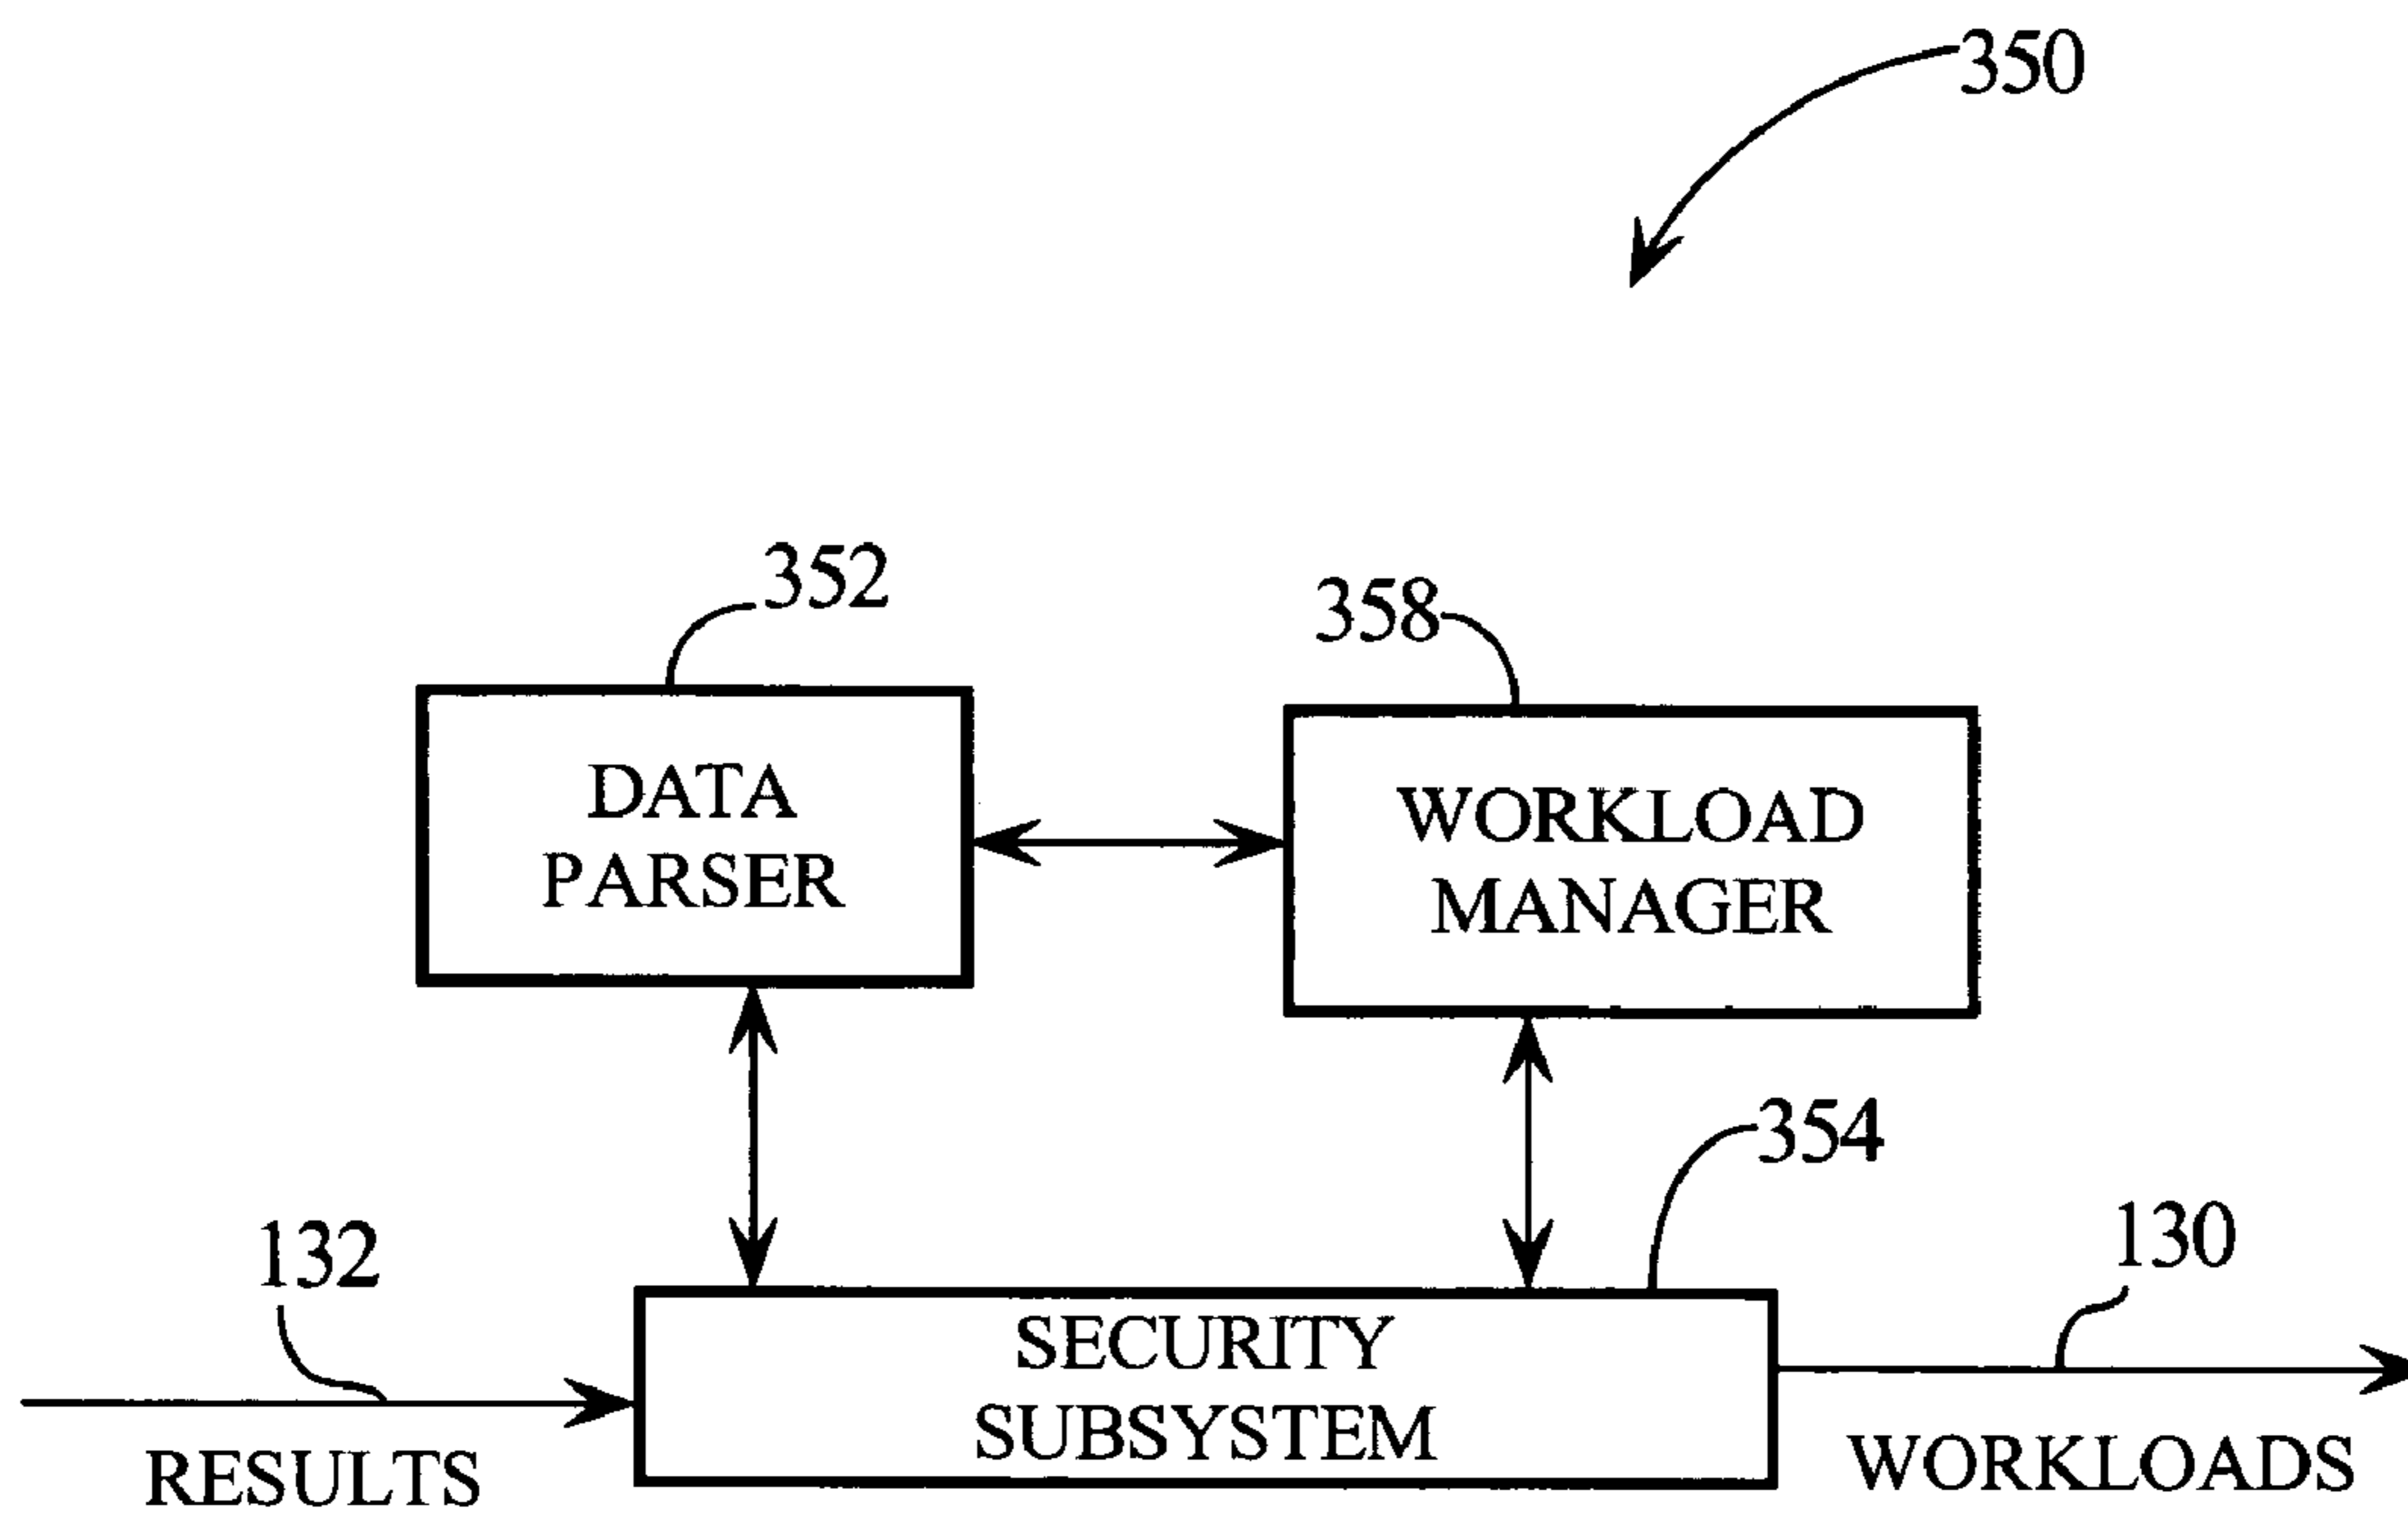 350
352
358
DATA
PARSER
WORKLOAD
MANAGER
354
132
130
SECURITY
SUBSYSTEM
RESULTS
WORKLOADS